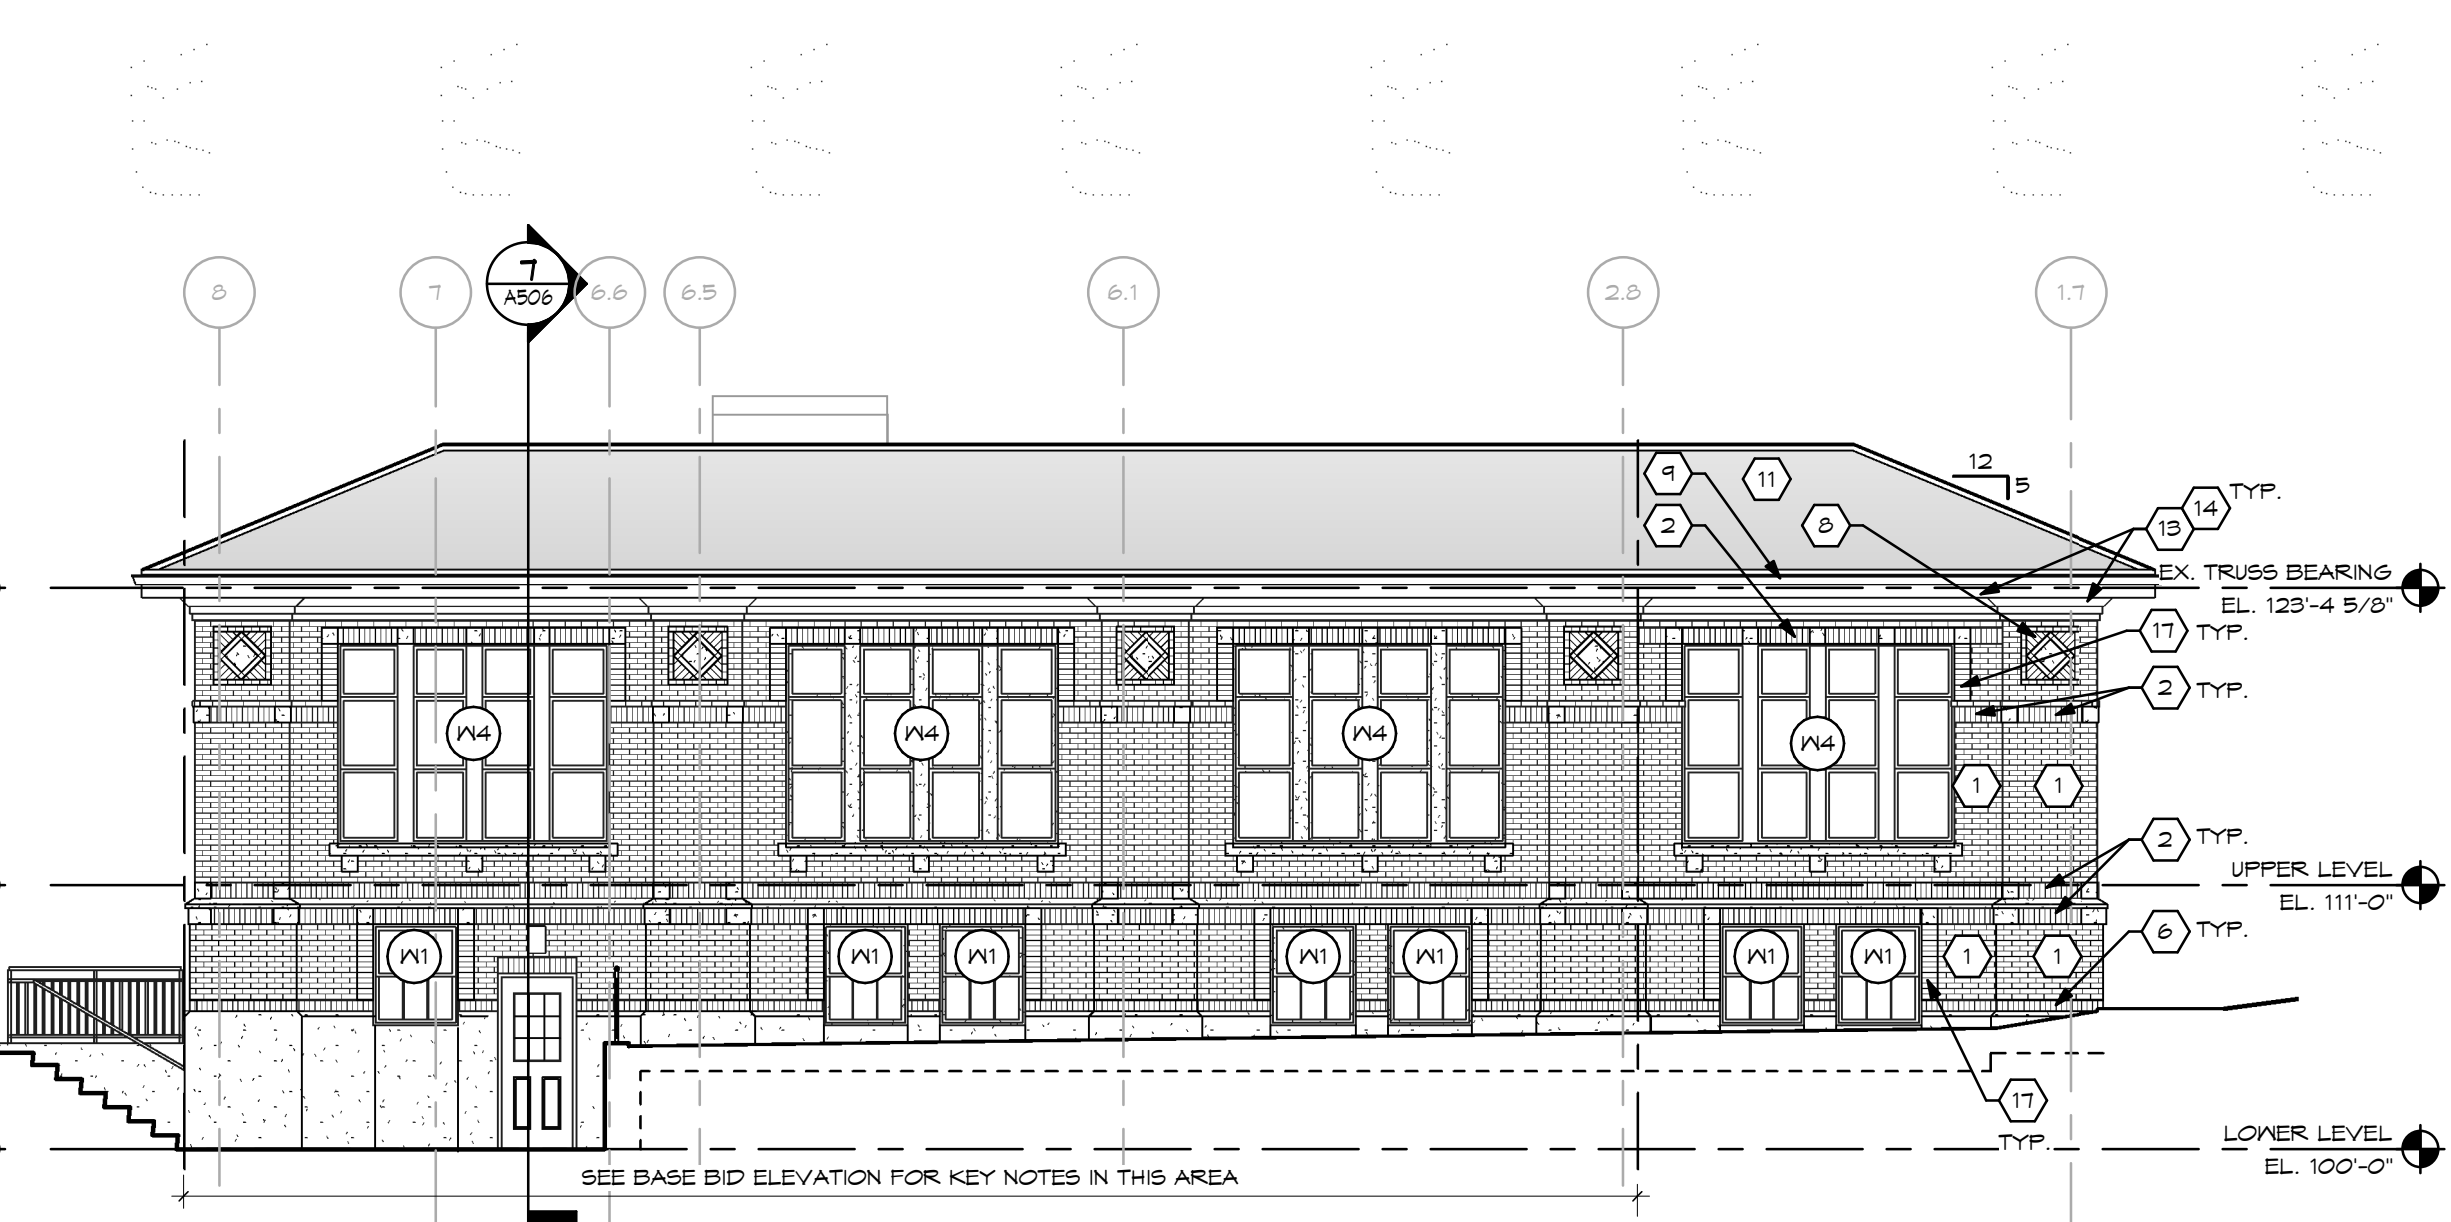 8
7
7
A506
6.6
6.5
6.1
2.8
1.7
9
11
12
5
2
8
14
TYP.
13
EX. TRUSS BEARING
EL. 123'-4 5/8"
17
TYP.
2
TYP.
W4
W4
W4
W4
1
1
2
TYP.
UPPER LEVEL
EL. 111'-0"
6
TYP.
W1
W1
W1
W1
W1
W1
W1
1
1
17
TYP.
LOWER LEVEL
EL. 100'-0"
SEE BASE BID ELEVATION FOR KEY NOTES IN THIS AREA